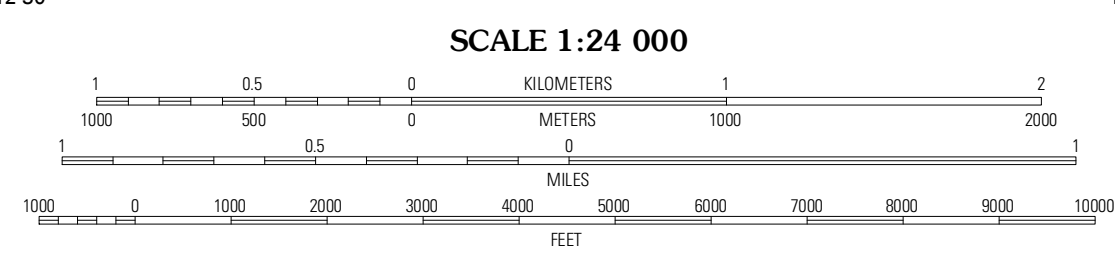 SCALE 1:24 000
1 0.5 0 KILOMETERS 1 2
1000 500 0 METERS 1000 2000
1 0.5 0 1
MILES
1000 0 1000 2000 3000 4000 5000 6000 7000 8000 9000 10000
FEET